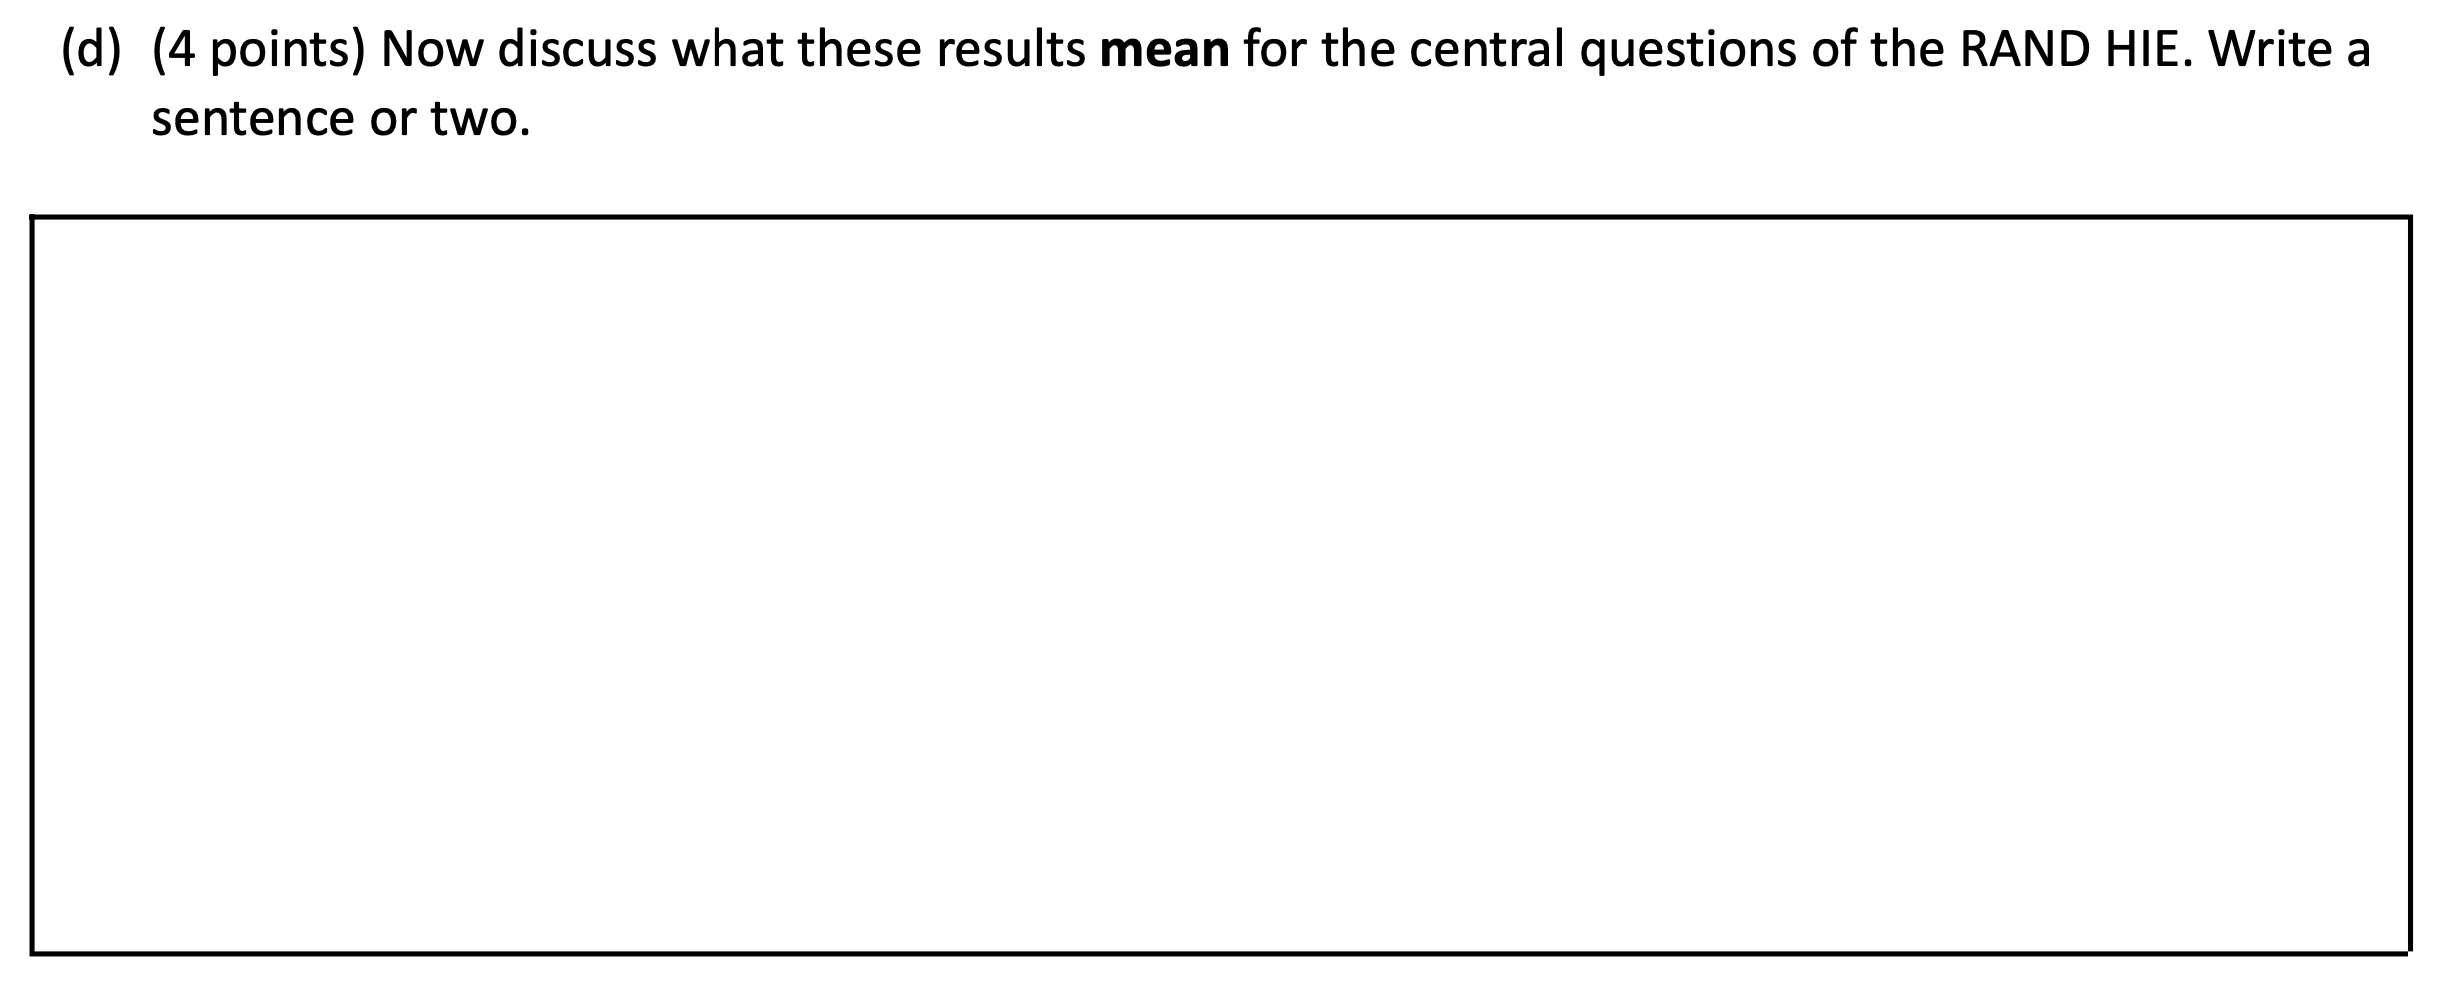 (d) (4 points) Now discuss what these results mean for the central questions of the RAND HIE. Write a
sentence or two.